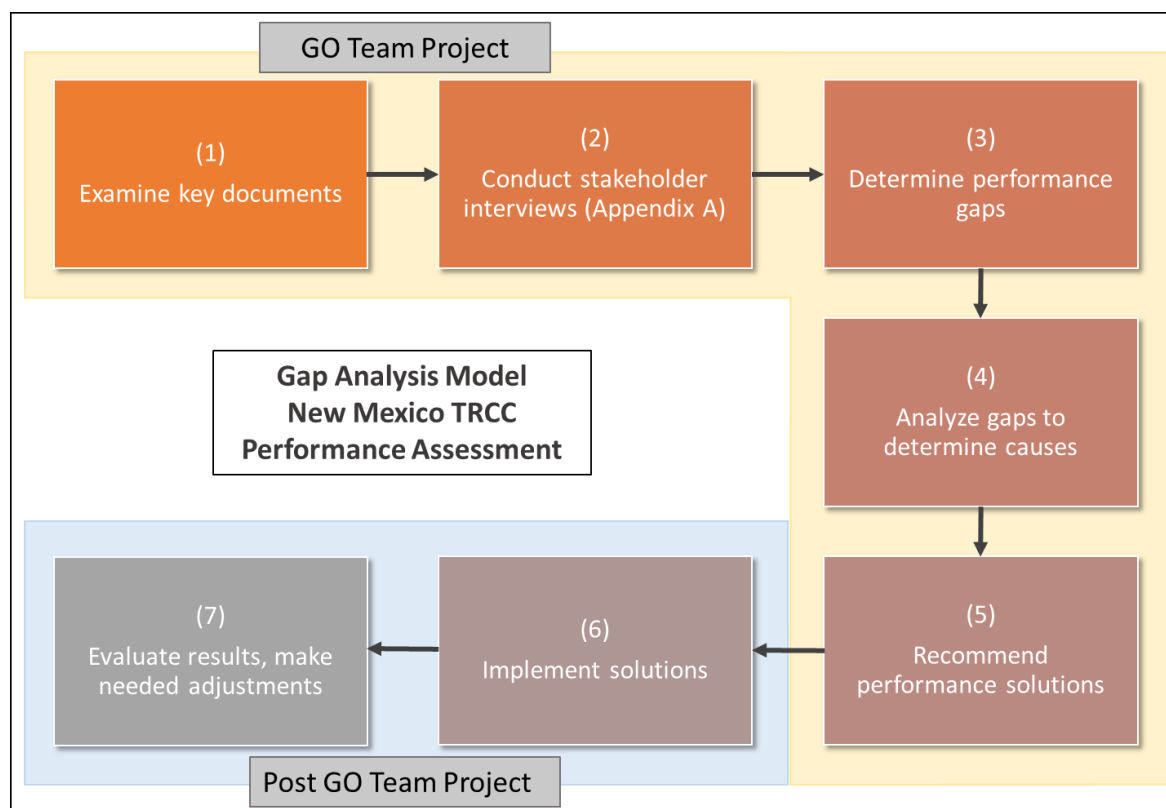 GO Team Project
(1)
Examine key documents
(2)
Conduct stakeholder
interviews (Appendix A)
(3)
Determine performance
gaps
(4)
Analyze gaps to
determine causes
(5)
Recommend
performance solutions
(6)
Implement solutions
(7)
Evaluate results, make
needed adjustments
Gap Analysis Model
New Mexico TRCC
Performance Assessment
Post GO Team Project